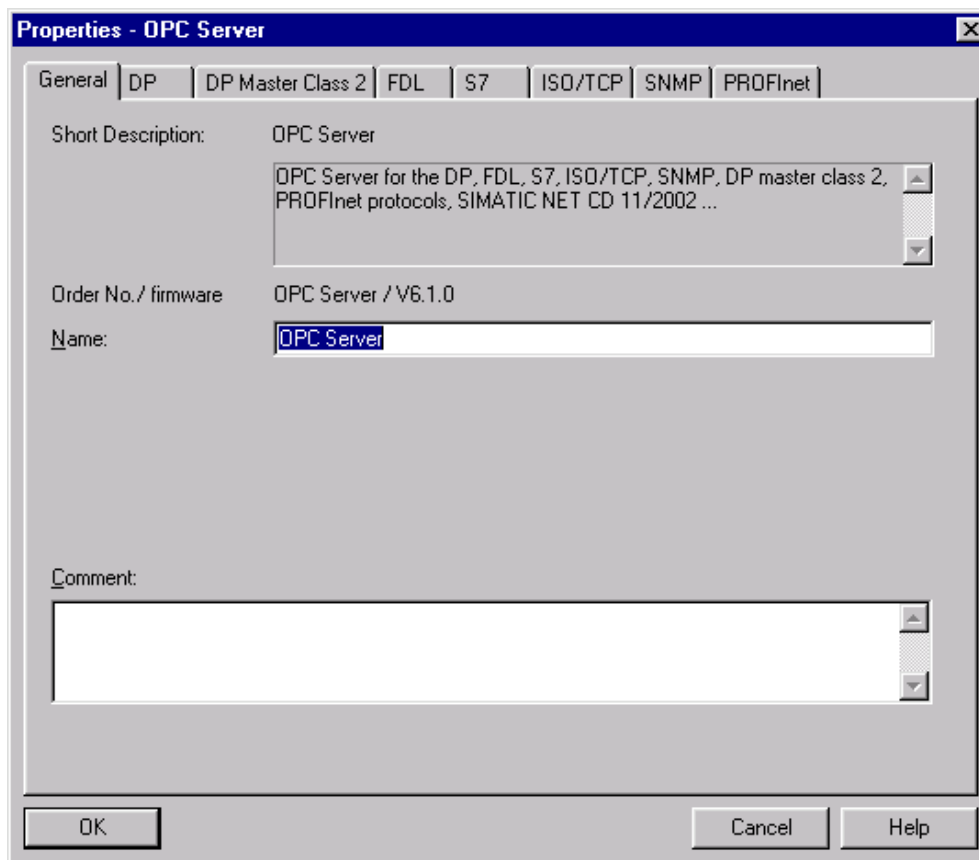 Properties - OPC Server
General DP DP Master Class 2 FDL S7 ISO/TCP SNMP PROFInet
Short Description: OPC Server
OPC Server for the DP, FDL, S7, ISO/TCP, SNMP, DP master class 2,
PROFInet protocols, SIMATIC NET CD 11/2002 ...
Order No./ firmware OPC Server / V6.1.0
Name: OPC Server
Comment:
OK Cancel Help